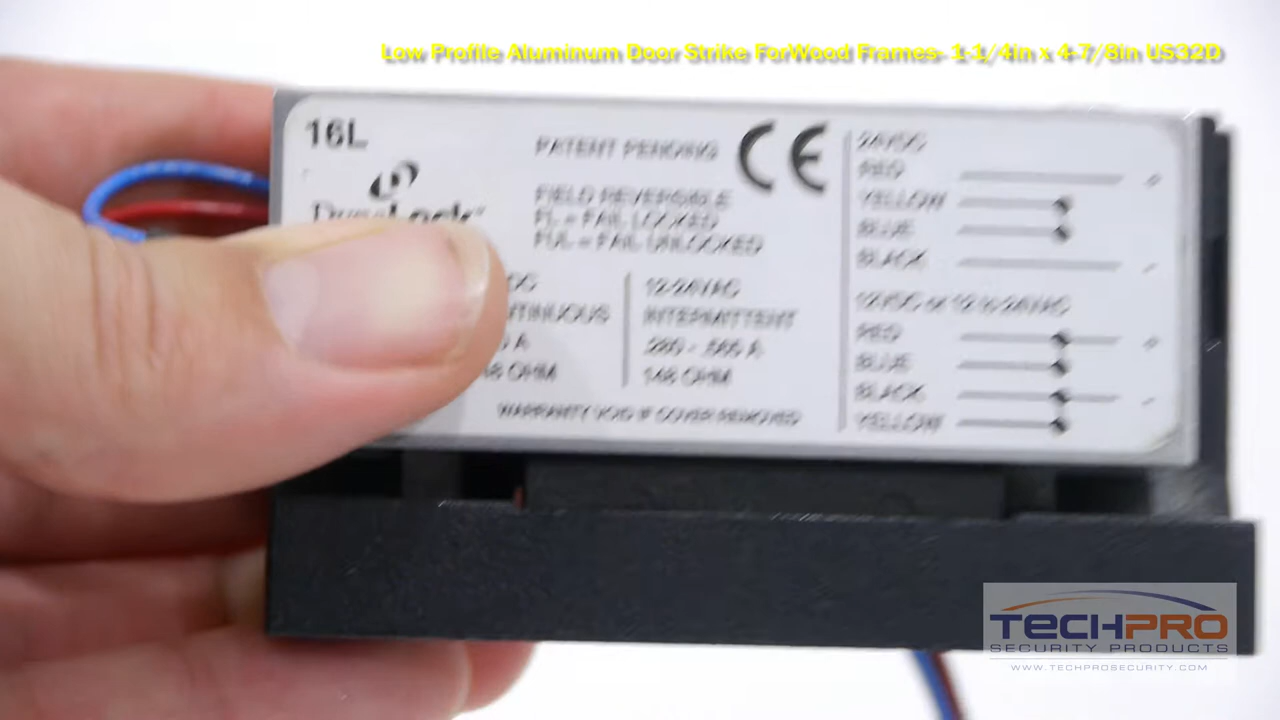 Low Profile Aluminum Door Strike ForWood Frames- 1-1/4in x 4-7/8in US32D
16L
PATENT PENDING
CE
FIELD REVERSIBLE
FL = FAIL LOCKED
FUL = FAIL UNLOCKED
12-24VAC
INTERMITTENT
148 OHM
OHM
WARRANTY VOID IF COVER REMOVED
24VDC
RED
YELLOW
BLUE
BLACK
12VDC or 12 to 24VAC
RED
BLUE
BLACK
YELLOW
TECHPRO
SECURITY PRODUCTS
WWW.TECHPROSECURITY.COM